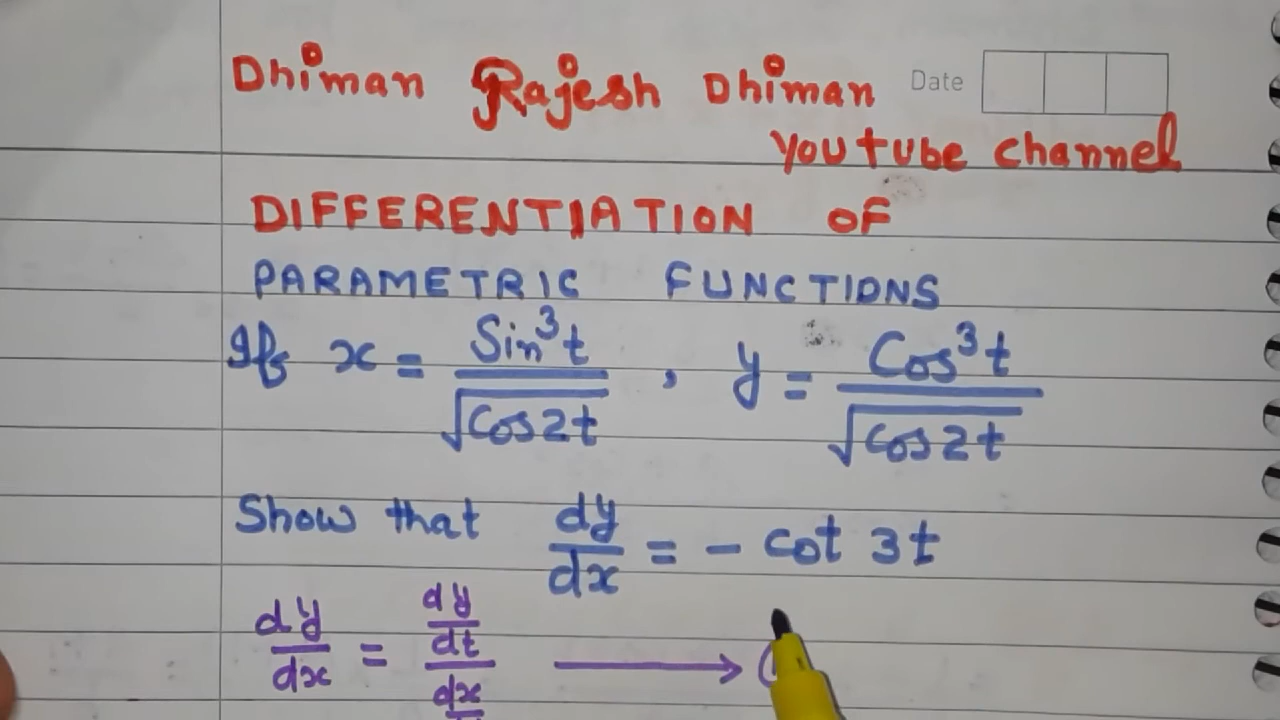 Dhiman Rajesh Dhiman Date
Youtube channel
DIFFERENTIATION OF
PARAMETRIC FUNCTIONS
If x = Sin³t / √Cos2t , y = Cos³t / √Cos2t
Show that dy/dx = - cot 3t
dy/dx = dy/dt / dx